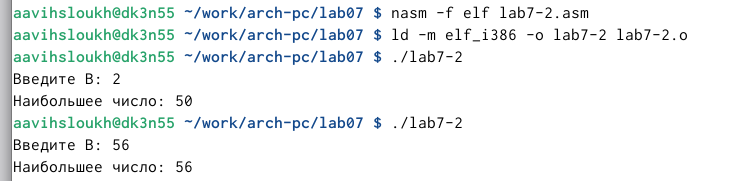 aavihsloukh@dk3n55 ~/work/arch-pc/lab07 $ nasm -f elf lab7-2.asm
aavihsloukh@dk3n55 ~/work/arch-pc/lab07 $ ld -m elf_i386 -o lab7-2 lab7-2.o
aavihsloukh@dk3n55 ~/work/arch-pc/lab07 $ ./lab7-2
Введите В: 2
Наибольшее число: 50
aavihsloukh@dk3n55 ~/work/arch-pc/lab07 $ ./lab7-2
Введите В: 56
Наибольшее число: 56